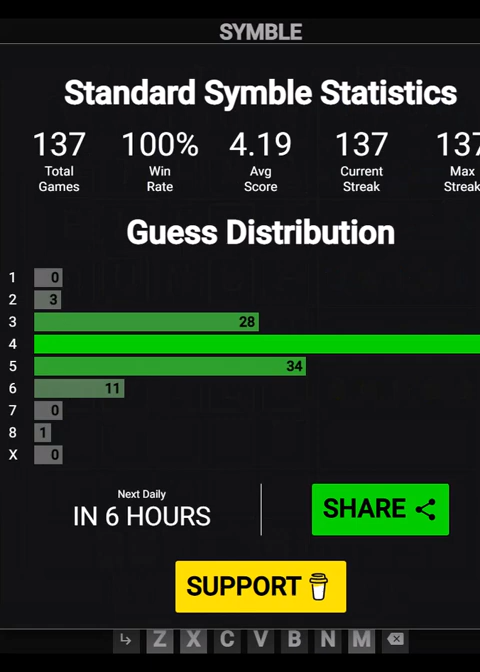 SYMBLE
Standard Symble Statistics
137 100% 4.19 137 137
Total Games Win Rate Avg Score Current Streak Max Streak
Guess Distribution
1 0
2 3
3 28
4
5 34
6 11
7 0
8 1
X 0
Next Daily
IN 6 HOURS
SHARE
SUPPORT
Z X C V B N M